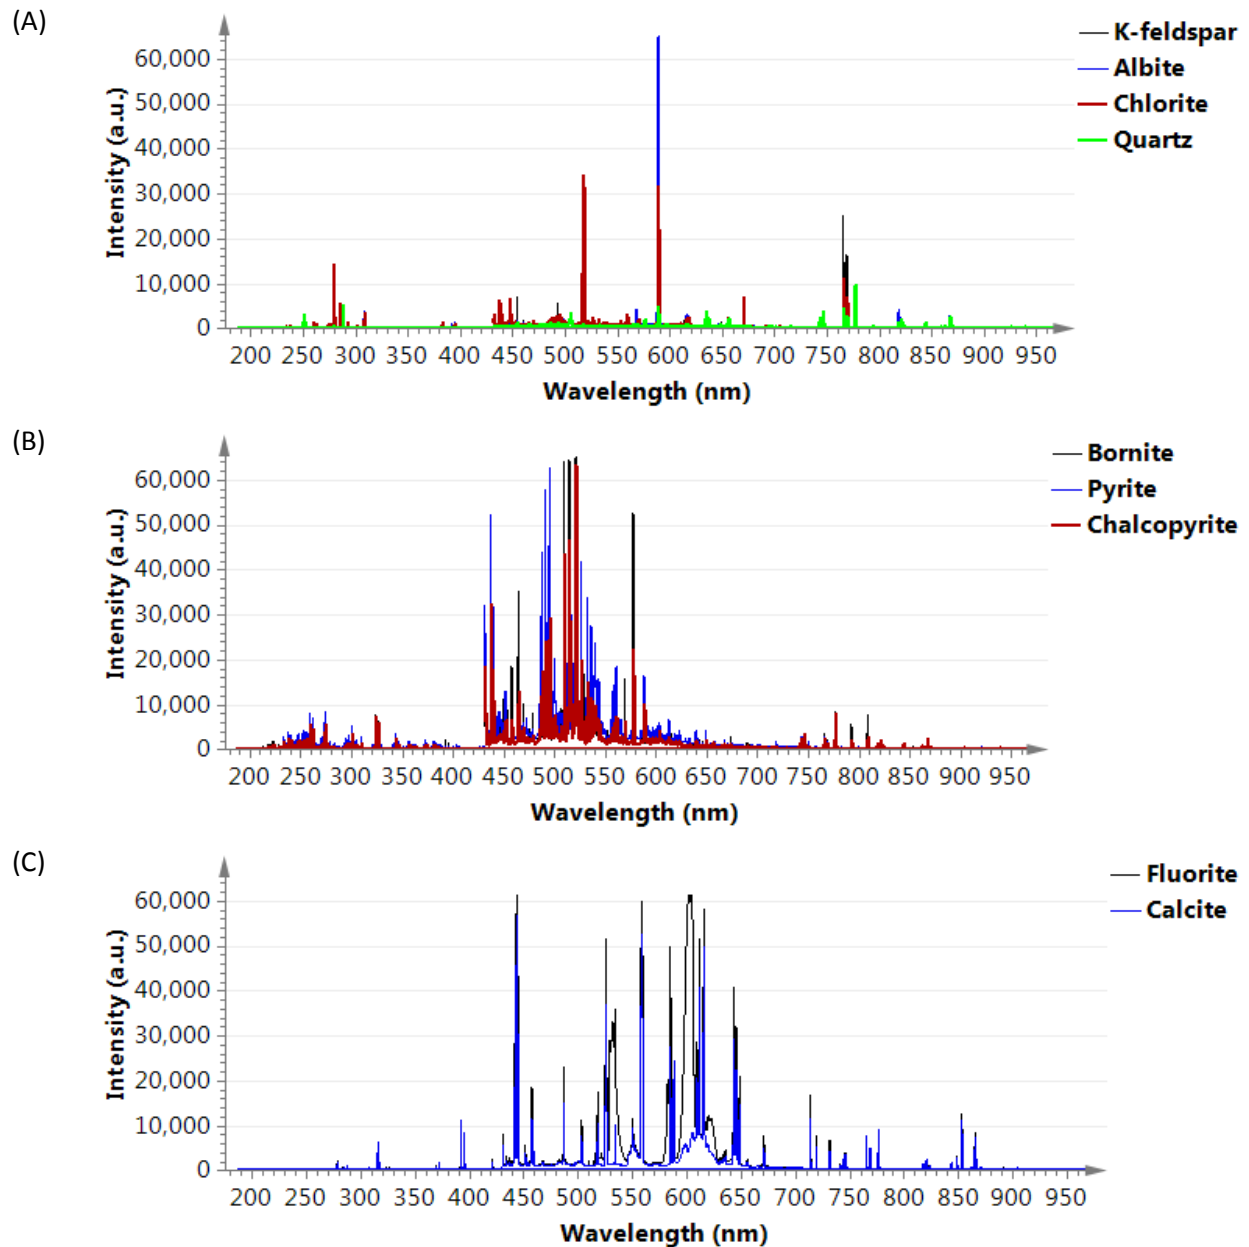 (A)
K-feldspar
Albite
Chlorite
Quartz
Intensity (a.u.)
60,000
50,000
40,000
30,000
20,000
10,000
0
200 250 300 350 400 450 500 550 600 650 700 750 800 850 900 950
Wavelength (nm)
(B)
Bornite
Pyrite
Chalcopyrite
Intensity (a.u.)
60,000
50,000
40,000
30,000
20,000
10,000
0
200 250 300 350 400 450 500 550 600 650 700 750 800 850 900 950
Wavelength (nm)
(C)
Fluorite
Calcite
Intensity (a.u.)
60,000
50,000
40,000
30,000
20,000
10,000
0
200 250 300 350 400 450 500 550 600 650 700 750 800 850 900 950
Wavelength (nm)